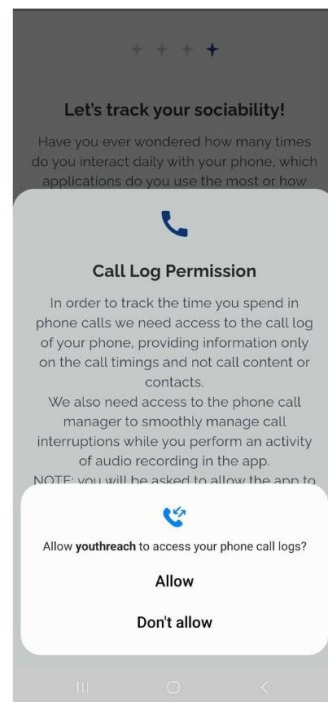 Let's track your sociability!
Have you ever wondered how many times
do you interact daily with your phone, which
applications do you use the most or how
Call Log Permission
In order to track the time you spend in
phone calls we need access to the call log
of your phone, providing information only
on the call timings and not call content or
contacts.
We also need access to the phone call
manager to smoothly manage call
interruptions while you perform an activity
of audio recording in the app.
NOTE: you will be asked to allow the app to
Allow youthreach to access your phone call logs?
Allow
Don't allow